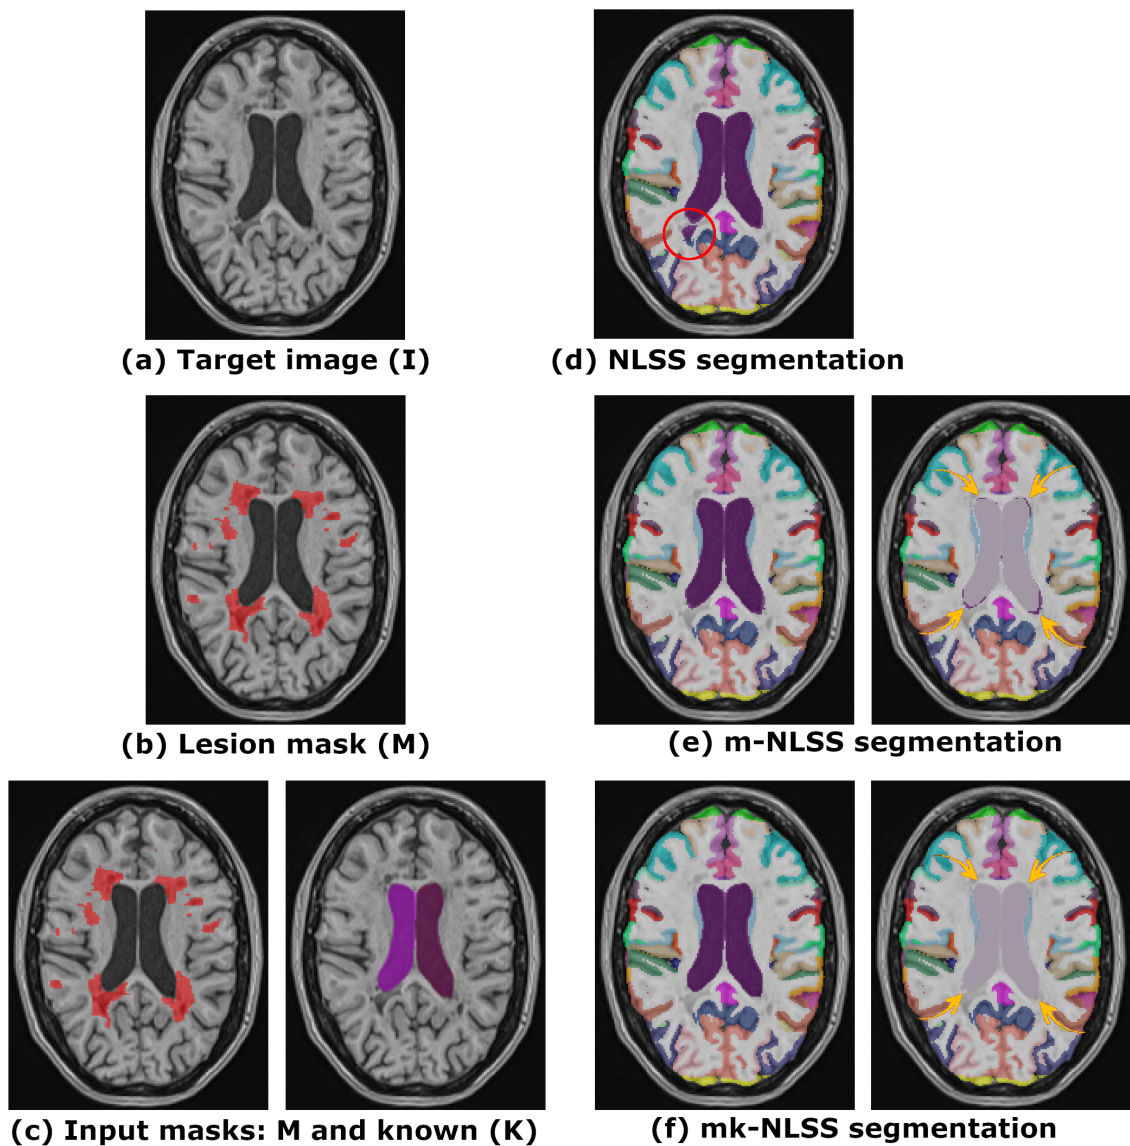 (a) Target image (I)
(d) NLSS segmentation
(b) Lesion mask (M)
(e) m-NLSS segmentation
(c) Input masks: M and known (K)
(f) mk-NLSS segmentation